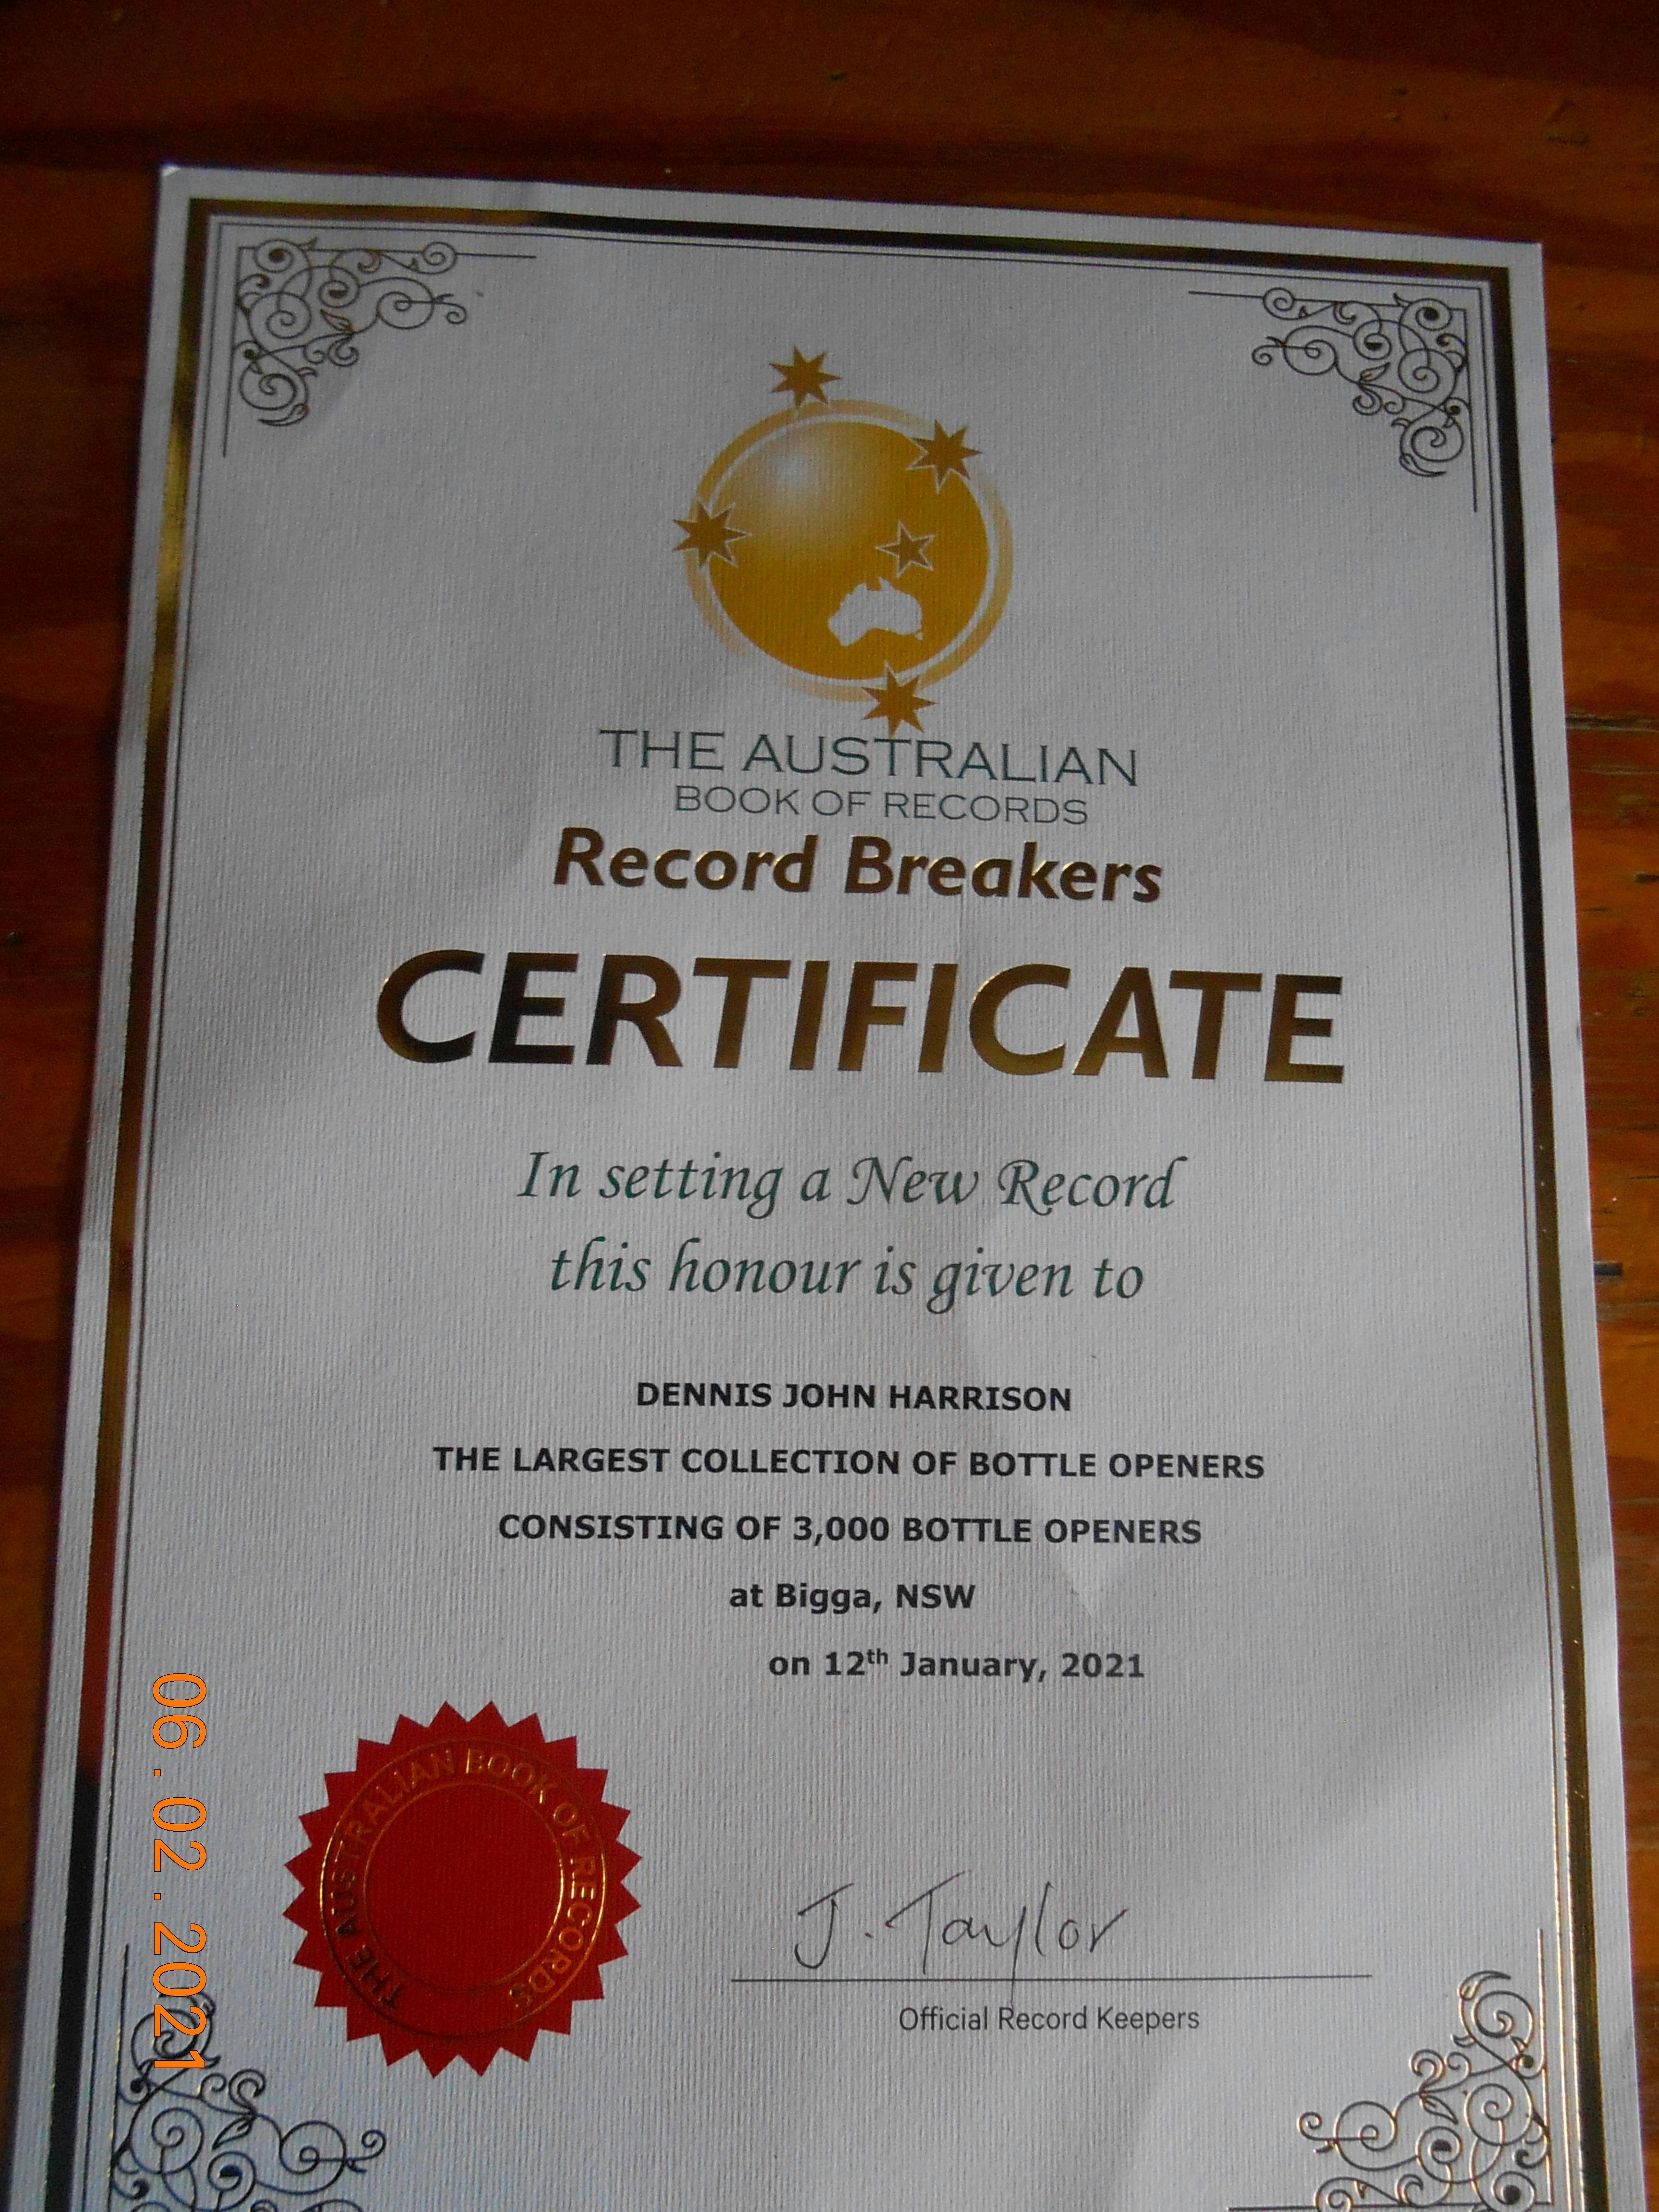 THE AUSTRALIAN
BOOK OF RECORDS
Record Breakers
CERTIFICATE
In setting a New Record
this honour is given to
DENNIS JOHN HARRISON
THE LARGEST COLLECTION OF BOTTLE OPENERS
CONSISTING OF 3,000 BOTTLE OPENERS
at Bigga, NSW
on 12th January, 2021
THE AUSTRALIAN BOOK OF RECORDS
J. Taylor
Official Record Keepers
06.02.2021